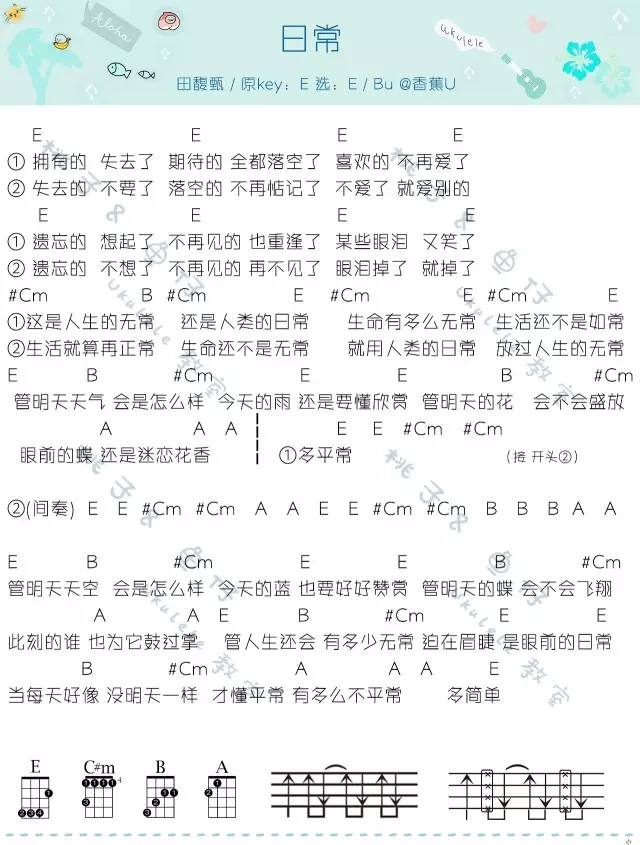 Aloha
ukulele
日常
田馥甄 / 原key：E 选：E / Bu @香蕉U
E E E E
① 拥有的 失去了 期待的 全都落空了 喜欢的 不再爱了
② 失去的 不要了 落空的 不再惦记了 不爱了 就爱别的
E E E E
① 遗忘的 想起了 不再见的 也重逢了 某些眼泪 又笑了
② 遗忘的 不想了 不再见的 再不见了 眼泪掉了 就掉了
#Cm B #Cm E #Cm E #Cm E
①这是人生的无常 还是人类的日常 生命有多么无常 生活还不是如常
②生活就算再正常 生命还不是无常 就用人类的日常 放过人生的无常
E B #Cm E E B #Cm
管明天天气 会是怎么样 今天的雨 还是要懂欣赏 管明天的花 会不会盛放
A A A E E #Cm #Cm
眼前的蝶 还是迷恋花香 ①多平常 (接 开头②)
②(间奏) E E #Cm #Cm A A E E #Cm #Cm B B B A A
E B #Cm E E B #Cm
管明天天空 会是怎么样 今天的蓝 也要好好赞赏 管明天的蝶 会不会飞翔
A A E B #Cm E B
此刻的谁 也为它鼓过掌 管人生还会 有多少无常 迫在眉睫 是眼前的日常
B #Cm A A A E
当每天好像 没明天一样 才懂平常 有多么不平常 多简单
E C#m B A
桃子 & 鱼仔
Ukulele 教室